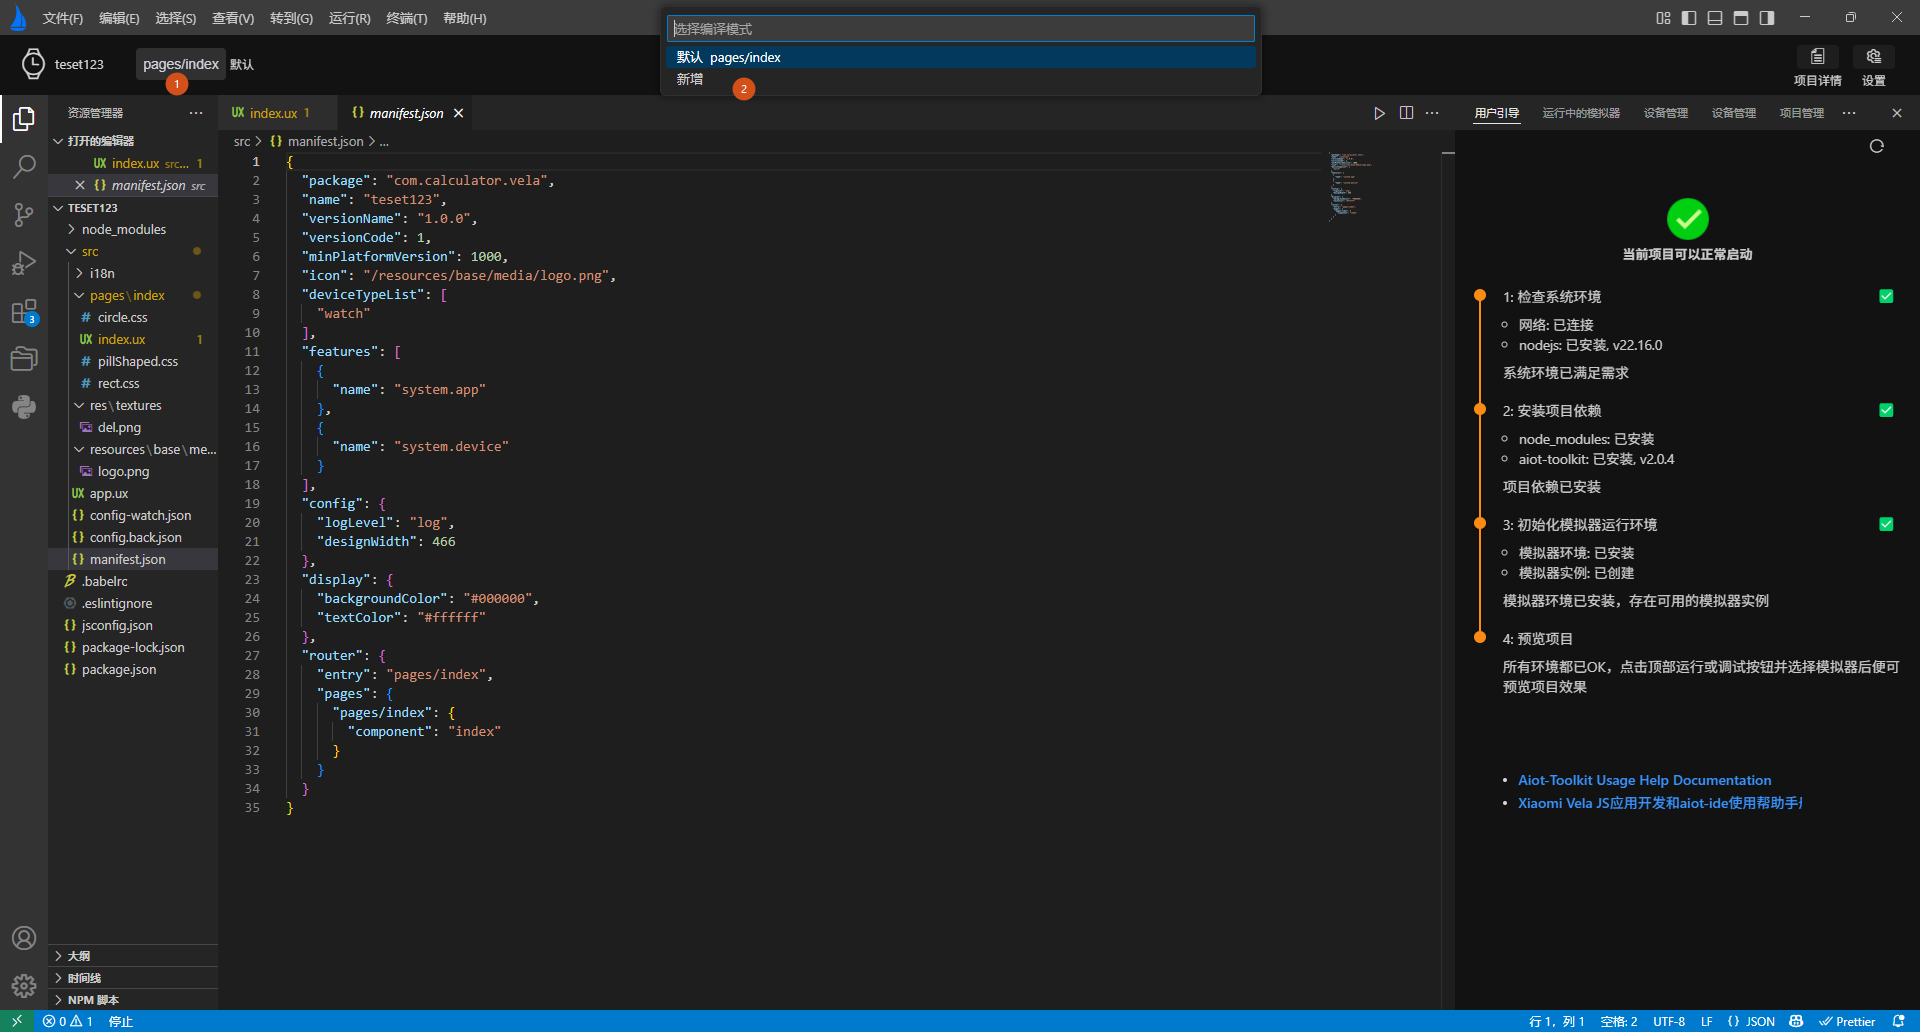 文件(F) 编辑(E) 选择(S) 查看(V) 转到(G) 运行(R) 终端(T) 帮助(H)
选择编译模式
默认 pages/index
新增
2
teset123
pages/index 默认
1
项目详情 设置
资源管理器
打开的编辑器
UX index.ux src... 1
{} manifest.json src
TESET123
node_modules
src
i18n
pages\index
# circle.css
UX index.ux 1
# pillShaped.css
# rect.css
res\textures
del.png
resources\base\me...
logo.png
UX app.ux
{} config-watch.json
{} config.back.json
{} manifest.json
.babelrc
.eslintignore
{} jsconfig.json
{} package-lock.json
{} package.json
3
大纲
时间线
NPM 脚本
UX index.ux 1
{} manifest.json
src > {} manifest.json > ...
1 {
2 "package": "com.calculator.vela",
3 "name": "teset123",
4 "versionName": "1.0.0",
5 "versionCode": 1,
6 "minPlatformVersion": 1000,
7 "icon": "/resources/base/media/logo.png",
8 "deviceTypeList": [
9 "watch"
10 ],
11 "features": [
12 {
13 "name": "system.app"
14 },
15 {
16 "name": "system.device"
17 }
18 ],
19 "config": {
20 "logLevel": "log",
21 "designWidth": 466
22 },
23 "display": {
24 "backgroundColor": "#000000",
25 "textColor": "#ffffff"
26 },
27 "router": {
28 "entry": "pages/index",
29 "pages": {
30 "pages/index": {
31 "component": "index"
32 }
33 }
34 }
35 }
用户引导 运行中的模拟器 设备管理 设备管理 项目管理
当前项目可以正常启动
1: 检查系统环境
网络: 已连接
nodejs: 已安装, v22.16.0
系统环境已满足需求
2: 安装项目依赖
node_modules: 已安装
aiot-toolkit: 已安装, v2.0.4
项目依赖已安装
3: 初始化模拟器运行环境
模拟器环境: 已安装
模拟器实例: 已创建
模拟器环境已安装，存在可用的模拟器实例
4: 预览项目
所有环境都已OK，点击顶部运行或调试按钮并选择模拟器后便可
预览项目效果
Aiot-Toolkit Usage Help Documentation
Xiaomi Vela JS应用开发和aiot-ide使用帮助手
0 1 停止
行 1，列 1 空格: 2 UTF-8 LF {} JSON Prettier